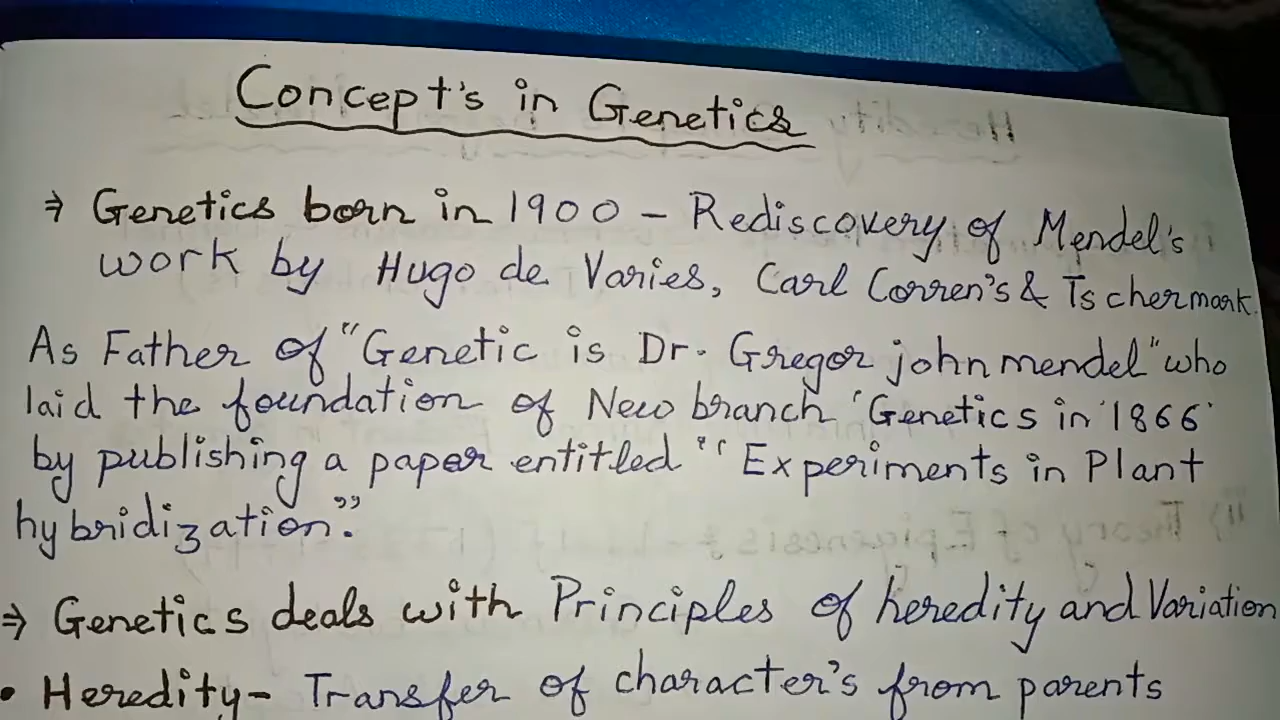 Concept's in Genetics
⇒ Genetics born in 1900 - Rediscovery of Mendel's
work by Hugo de Varies, Carl Corren's & Tschermark.
As Father of "Genetic is Dr. Gregor john mendel" who
laid the foundation of New branch 'Genetics in '1866'
by publishing a paper entitled "Experiments in Plant
hybridization".
⇒ Genetics deals with Principles of heredity and Variation
• Heredity - Transfer of character's from parents